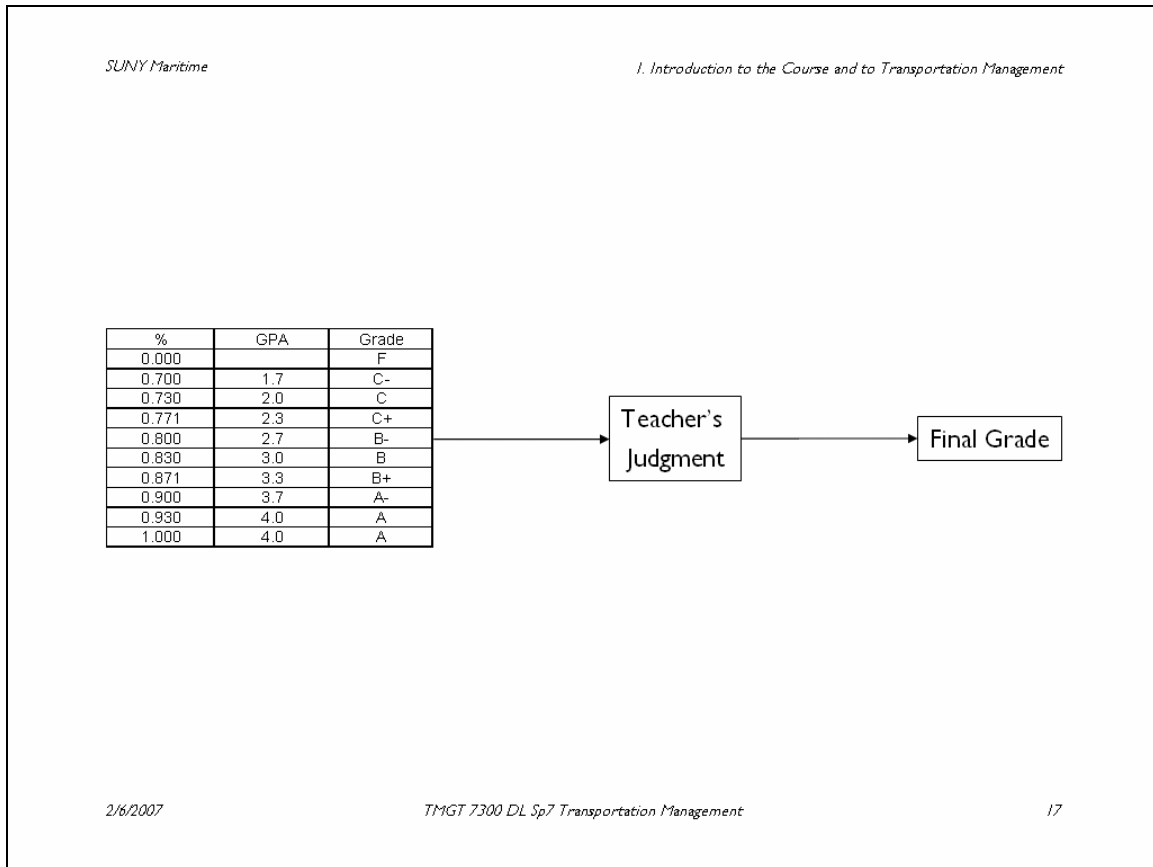 SUNY Maritime
1. Introduction to the Course and to Transportation Management
% GPA Grade
0.000 F
0.700 1.7 C-
0.730 2.0 C
0.771 2.3 C+
0.800 2.7 B-
0.830 3.0 B
0.871 3.3 B+
0.900 3.7 A-
0.930 4.0 A
1.000 4.0 A
Teacher's
Judgment
Final Grade
2/6/2007
TMGT 7300 DL Sp7 Transportation Management
17